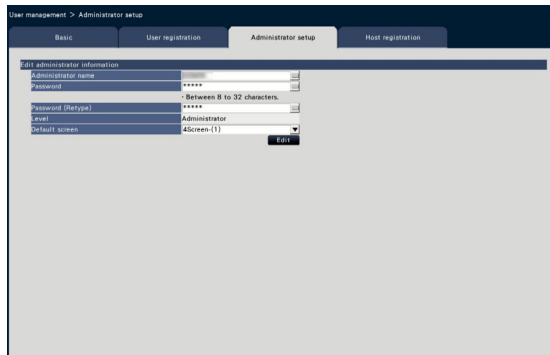 User management > Administrator setup
Basic
User registration
Administrator setup
Host registration
Edit administrator information
Administrator name
Password
*****
• Between 8 to 32 characters.
Password (Retype)
*****
Level
Administrator
Default screen
4Screen-(1)
Edit